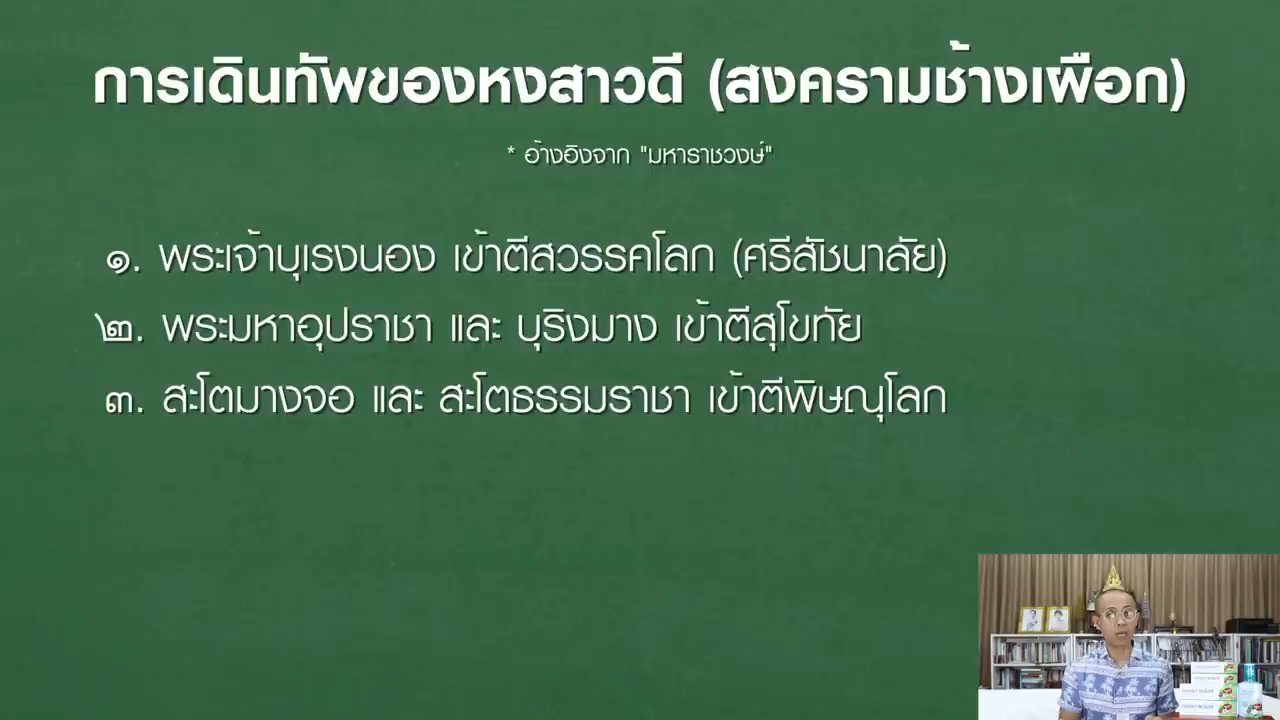 การเดินทัพของหงสาวดี (สงครามช้างเผือก)
* อ้างอิงจาก "มหาราชวงษ์"
๑. พระเจ้าบุเรงนอง เข้าตีสวรรคโลก (ศรีสัชนาลัย)
๒. พระมหาอุปราชา และ บุริงมาง เข้าตีสุโขทัย
๓. สะโตมางจอ และ สะโตธรรมราชา เข้าตีพิษณุโลก